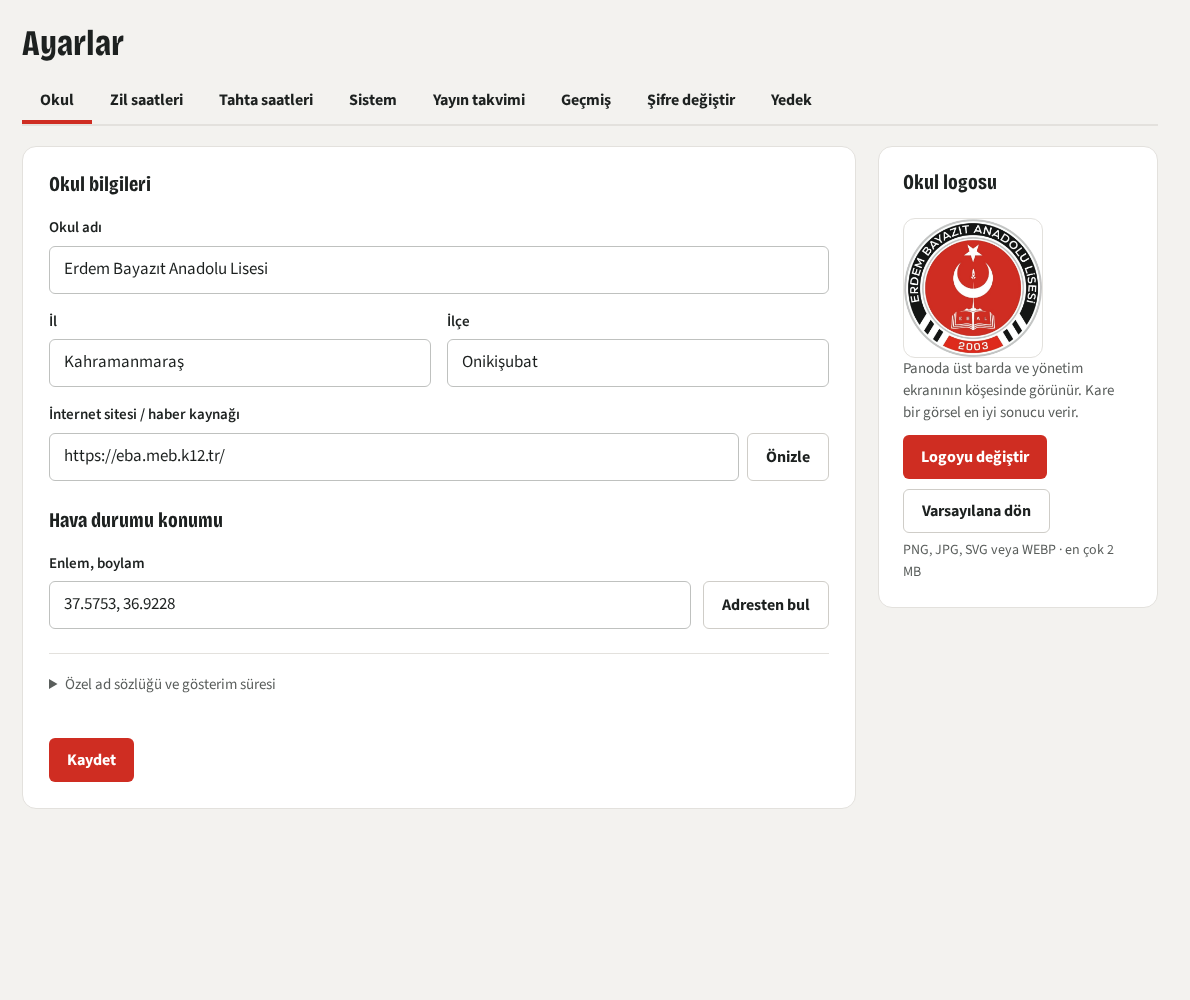 Ayarlar
Okul Zil saatleri Tahta saatleri Sistem Yayın takvimi Geçmiş Şifre değiştir Yedek
Okul bilgileri
Okul adı
Erdem Bayazıt Anadolu Lisesi
İl İlçe
Kahramanmaraş Onikişubat
İnternet sitesi / haber kaynağı
https://eba.meb.k12.tr/ Önizle
Hava durumu konumu
Enlem, boylam
37.5753, 36.9228 Adresten bul
Özel ad sözlüğü ve gösterim süresi
Kaydet
Okul logosu
ERDEM BAYAZIT ANADOLU LİSESİ
E B A L
2003
Panoda üst barda ve yönetim
ekranının köşesinde görünür. Kare
bir görsel en iyi sonucu verir.
Logoyu değiştir
Varsayılana dön
PNG, JPG, SVG veya WEBP · en çok 2
MB